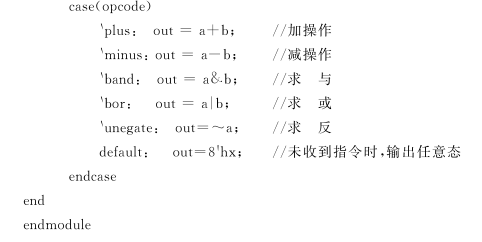 case(opcode)
‵plus: out = a+b; //加操作
‵minus: out = a−b; //减操作
‵band: out = a&b; //求 与
‵bor: out = a|b; //求 或
‵unegate: out=～a; //求 反
default: out=8'hx; //未收到指令时,输出任意态
endcase
end
endmodule